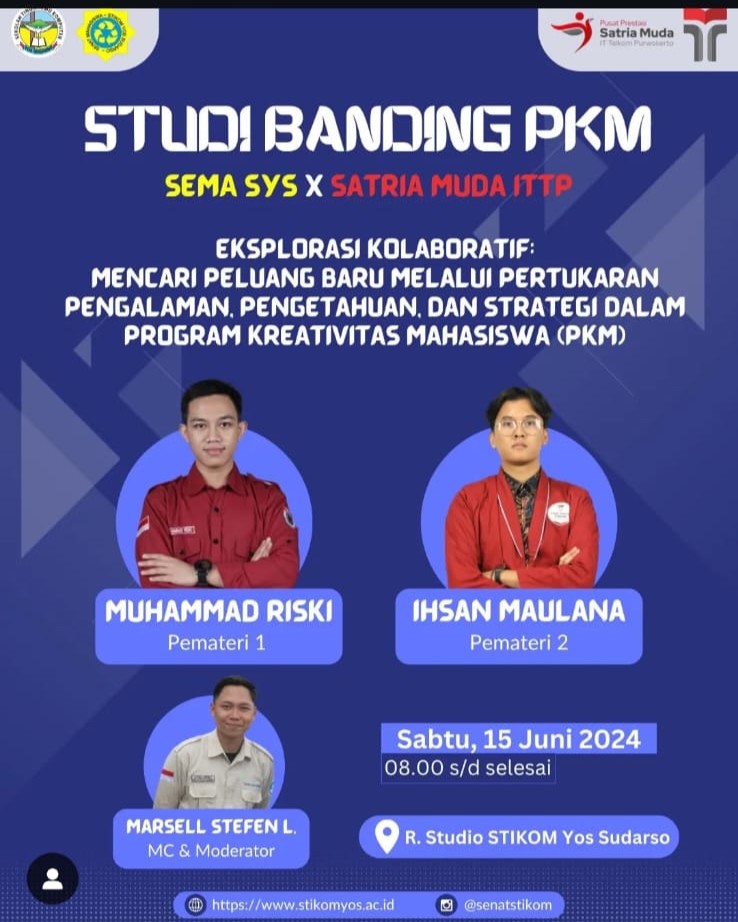 Pusat Prestasi
Satria Muda
IT Telkom Purwokerto
STUDI BANDING PKM
SEMA SYS X SATRIA MUDA ITTP
EKSPLORASI KOLABORATIF:
MENCARI PELUANG BARU MELALUI PERTUKARAN
PENGALAMAN, PENGETAHUAN, DAN STRATEGI DALAM
PROGRAM KREATIVITAS MAHASISWA (PKM)
MUHAMMAD RISKI
Pemateri 1
IHSAN MAULANA
Pemateri 2
Sabtu, 15 Juni 2024
08.00 s/d selesai
MARSELL STEFEN L.
MC & Moderator
R. Studio STIKOM Yos Sudarso
https://www.stikomyos.ac.id
@senatstikom